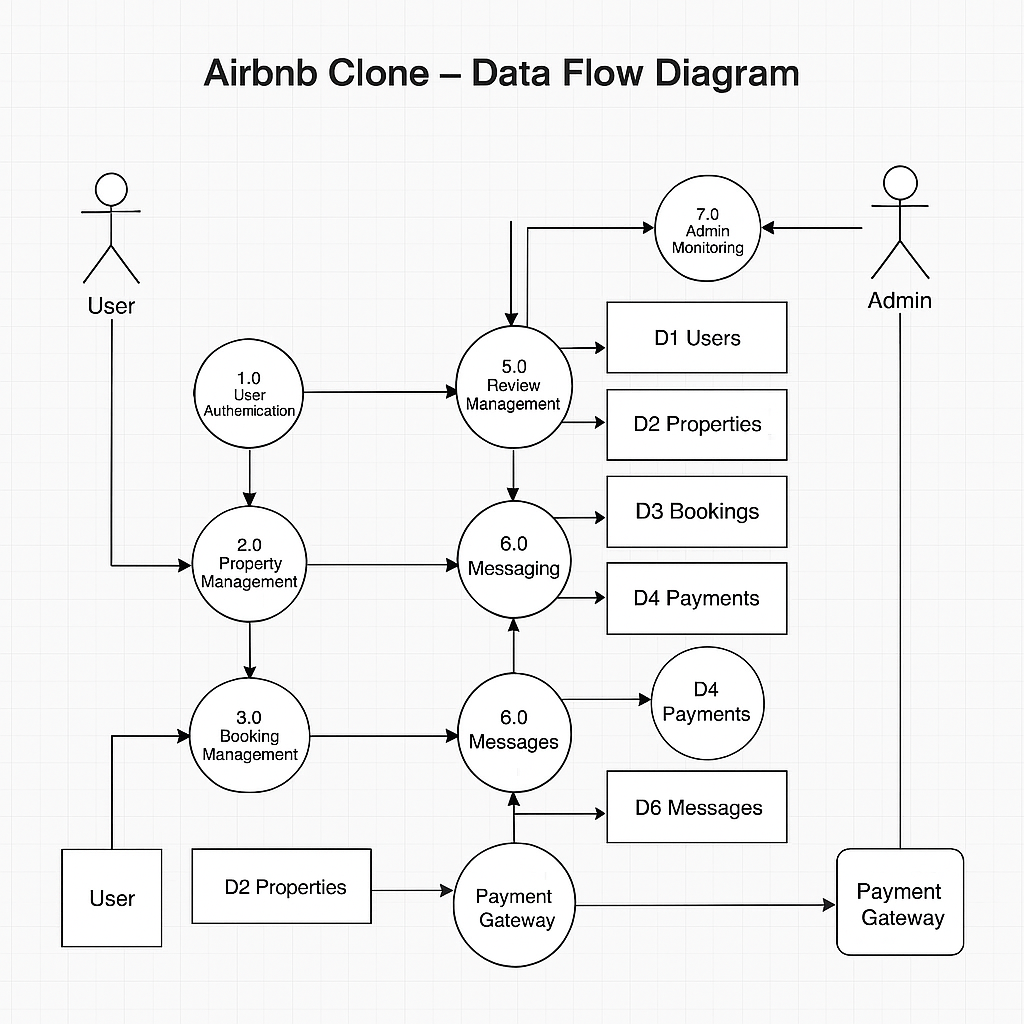 Airbnb Clone – Data Flow Diagram
7.0
Admin
Monitoring
User
Admin
D1 Users
1.0
User
Authemication
5.0
Review
Management
D2 Properties
D3 Bookings
2.0
Property
Management
6.0
Messaging
D4 Payments
3.0
Booking
Management
6.0
Messages
D4
Payments
D6 Messages
User
D2 Properties
Payment
Gateway
Payment
Gateway